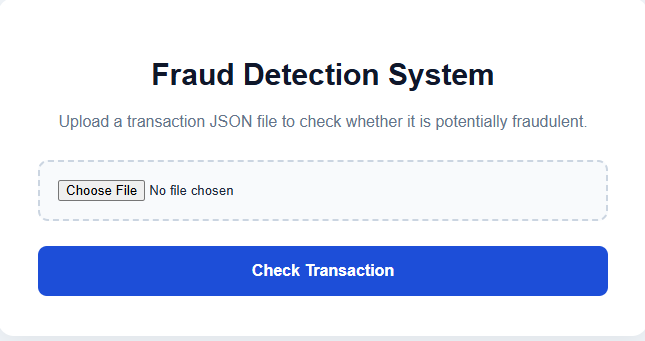 Fraud Detection System
Upload a transaction JSON file to check whether it is potentially fraudulent.
Choose File No file chosen
Check Transaction